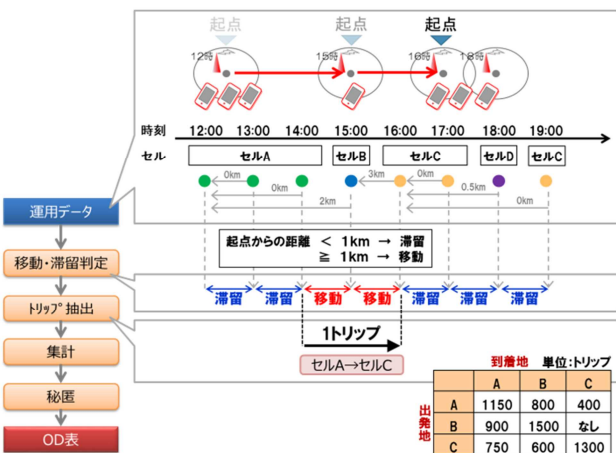 起点 起点 起点
12時 15時 16時 18時
時刻 12:00 13:00 14:00 15:00 16:00 17:00 18:00 19:00
セル セルA セルB セルC セルD セルC
0km 3km 0km
0km 0.5km
2km 0km
運用データ
起点からの距離 < 1km → 滞留
≧ 1km → 移動
移動・滞留判定
滞留 滞留 移動 移動 滞留 滞留 滞留
トリップ抽出
1トリップ
集計
セルA→セルC
到着地 単位:トリップ
A B C
秘匿
出発地
A 1150 800 400
B 900 1500 なし
C 750 600 1300
OD表